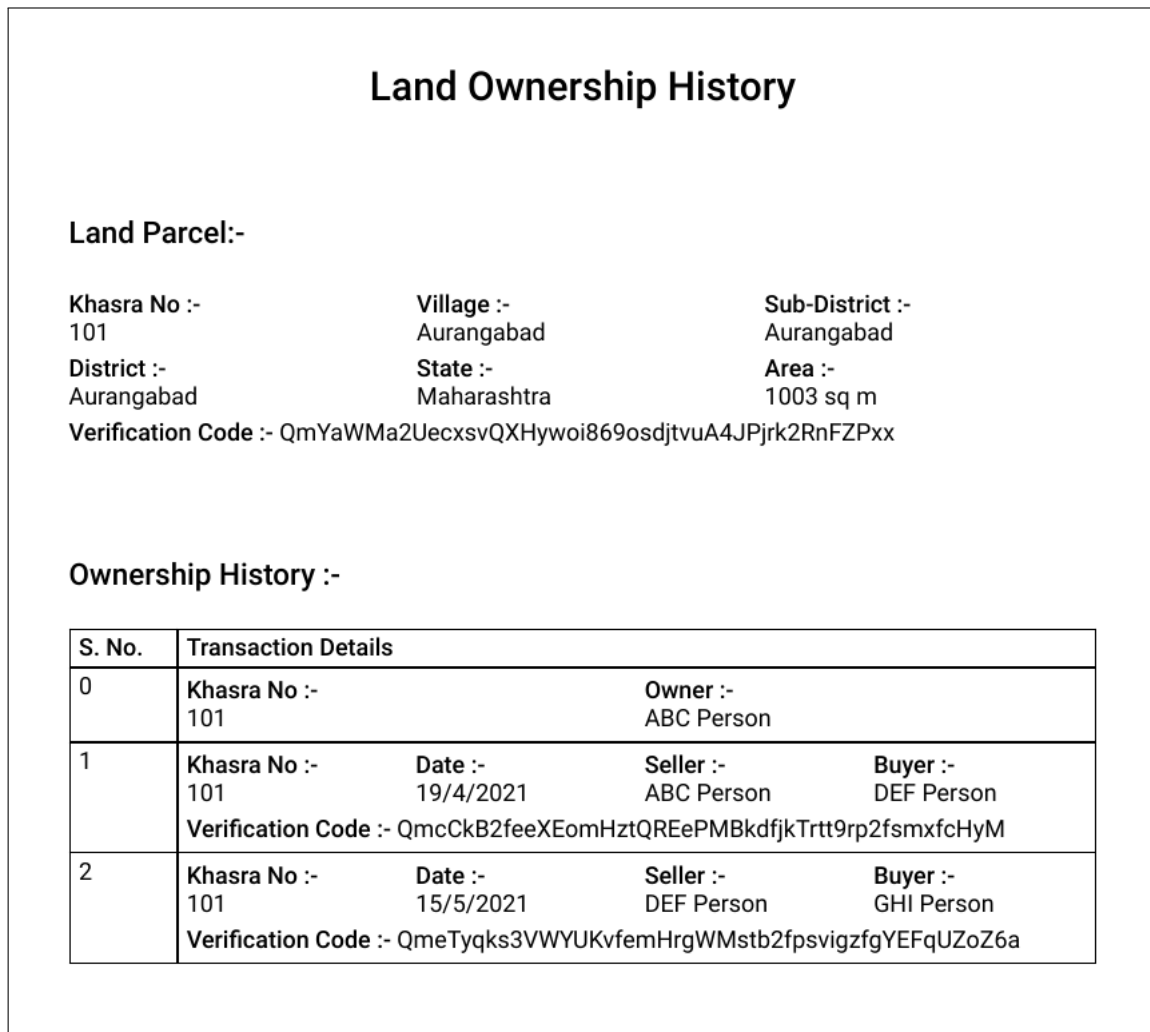 Land Ownership History
Land Parcel:-
Khasra No :- Village :- Sub-District :-
101 Aurangabad Aurangabad
District :- State :- Area :-
Aurangabad Maharashtra 1003 sq m
Verification Code :- QmYaWMa2UecxsvQXHywoi869osdjtvuA4JPjrk2RnFZPxx
Ownership History :-
S. No. Transaction Details
0 Khasra No :- Owner :-
101 ABC Person
1 Khasra No :- Date :- Seller :- Buyer :-
101 19/4/2021 ABC Person DEF Person
Verification Code :- QmcCkB2feeXEomHztQREePMBkdfjkTrtt9rp2fsmxfcHyM
2 Khasra No :- Date :- Seller :- Buyer :-
101 15/5/2021 DEF Person GHI Person
Verification Code :- QmeTyqks3VWYUKvfemHrgWMstb2fpsvigzfgYEFqUZoZ6a